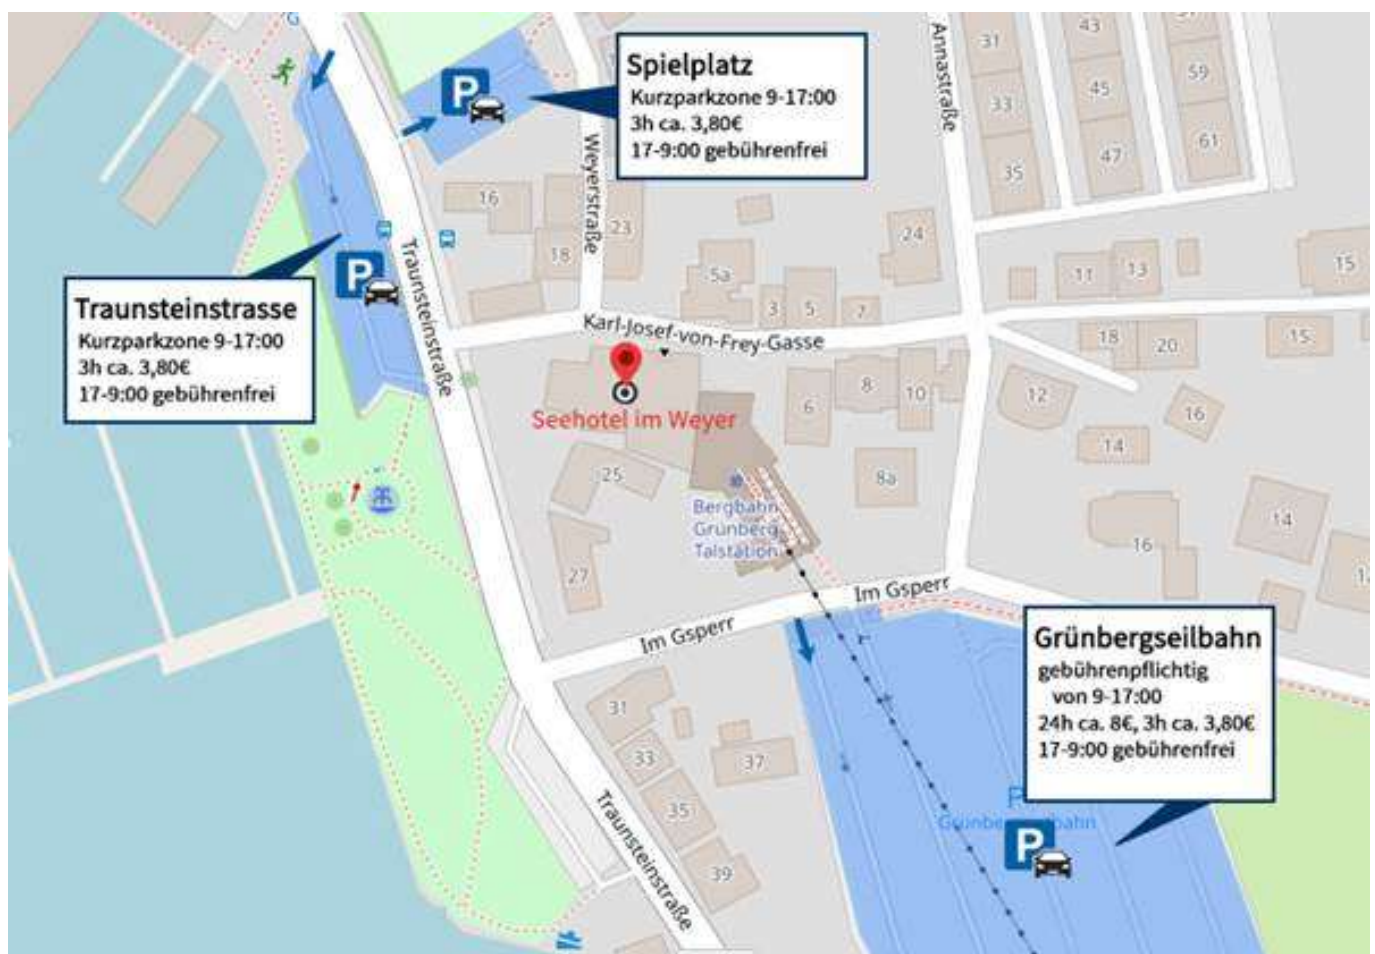 G
Spielplatz
Kurzparkzone 9-17:00
3h ca. 3,80€
17-9:00 gebührenfrei
P
Annastraße
31
33
35
43
45
47
59
61
Weyerstraße
16
18
23
24
5a
3
5
7
11
13
15
Traunsteinstrasse
Kurzparkzone 9-17:00
3h ca. 3,80€
17-9:00 gebührenfrei
P
Traunsteinstraße
Karl-Josef-von-Frey-Gasse
18
20
15
Seehotel im Weyer
6
8
10
12
16
14
25
8a
Bergbahn
Grünberg
Talstation
27
14
16
Im Gsperr
Im Gsperr
Grünbergseilbahn
gebührenpflichtig
von 9-17:00
24h ca. 8€, 3h ca. 3,80€
17-9:00 gebührenfrei
31
33
37
35
39
Traunsteinstraße
P
P